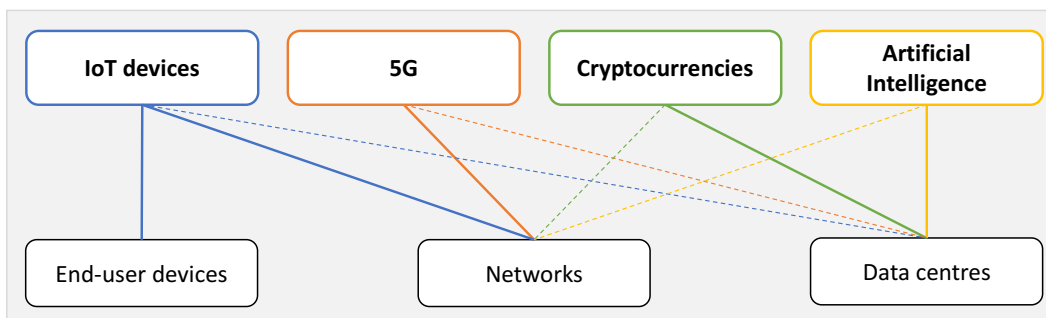 IoT devices
5G
Cryptocurrencies
Artificial
Intelligence
End-user devices
Networks
Data centres